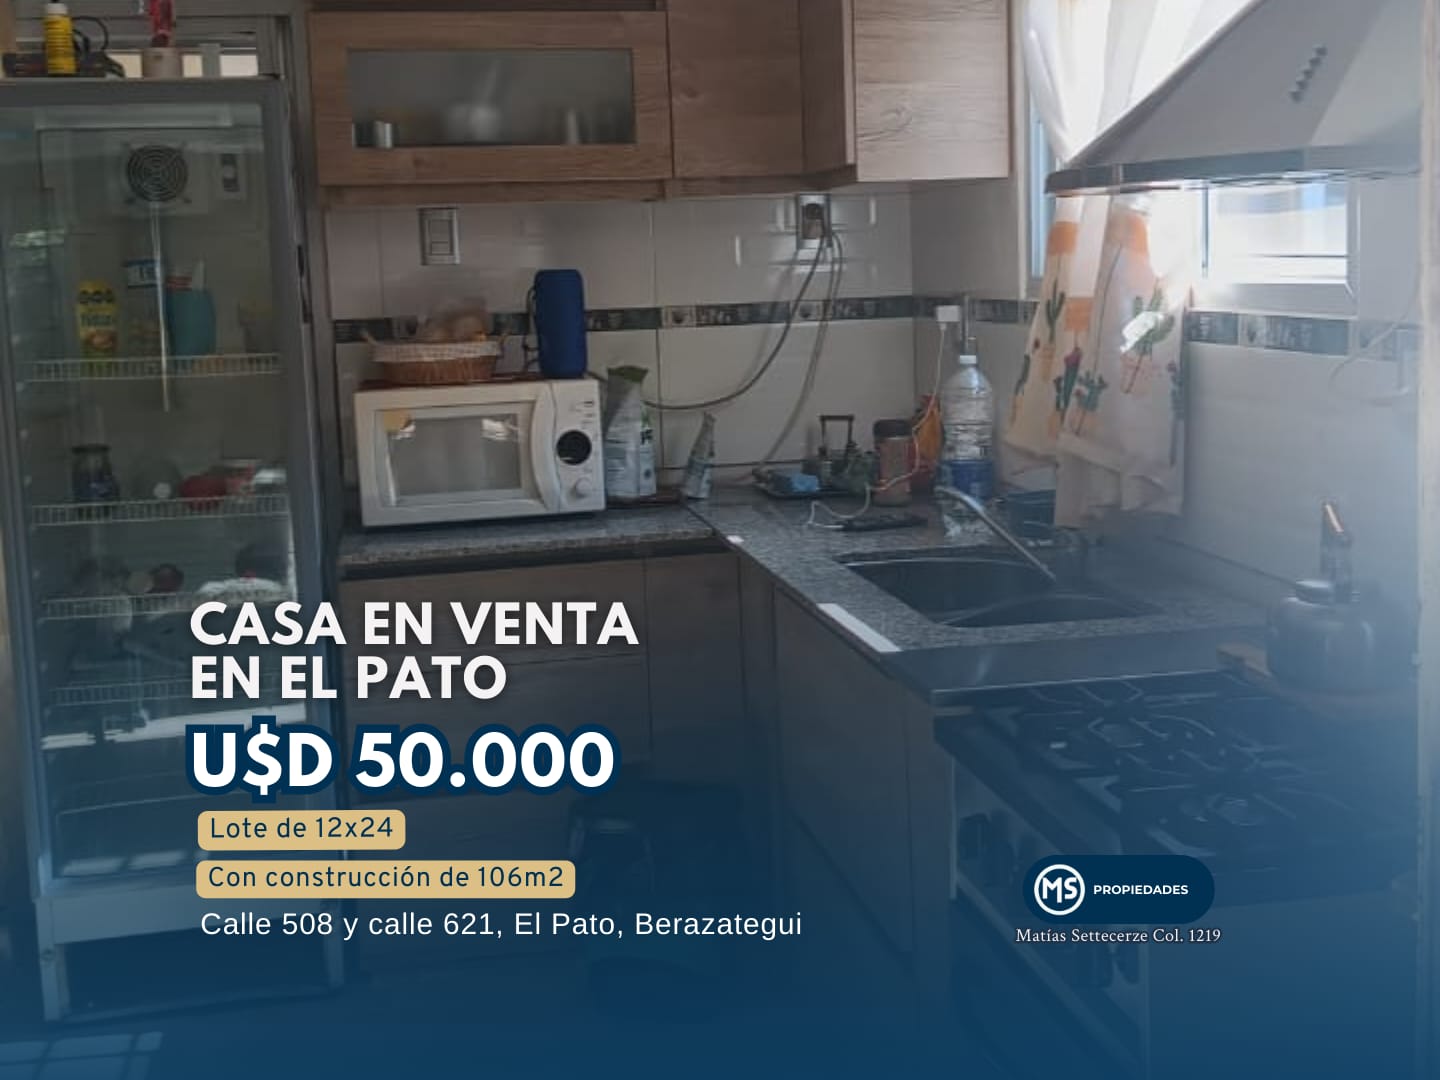 CASA EN VENTA
EN EL PATO
U$D 50.000
Lote de 12x24
Con construcción de 106m2
Calle 508 y calle 621, El Pato, Berazategui
MS PROPIEDADES
Matías Settecerze Col. 1219